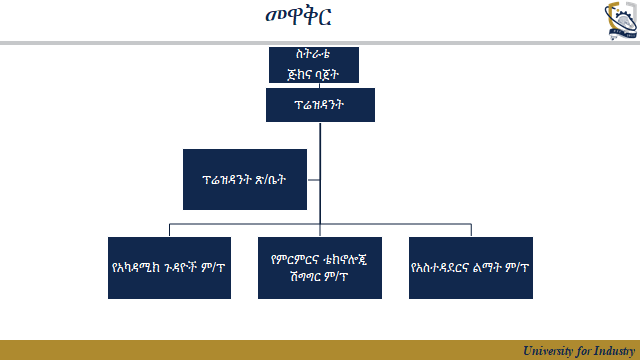 መዋቅር
ስትራቴ
ጅክና ባጀት
ፕሬዝዳንት
ፕሬዝዳንት ጽ/ቤት
የአካዳሚክ ጉዳዮች ም/ፕ
የምርምርና ቴክኖሎጂ
ሽግግር ም/ፕ
የአስተዳደርና ልማት ም/ፕ
University for Industry